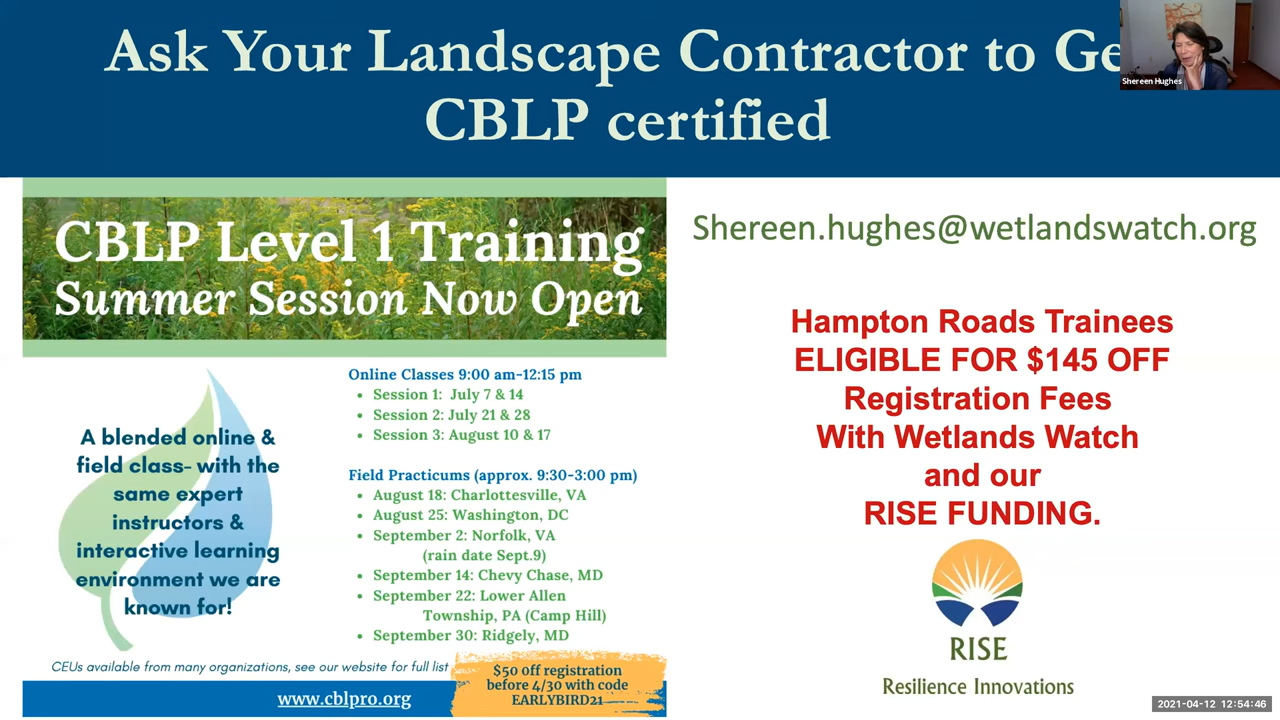 Ask Your Landscape Contractor to Ge
CBLP certified
Shereen Hughes
CBLP Level 1 Training
Summer Session Now Open
A blended online &
field class- with the
same expert
instructors &
interactive learning
environment we are
known for!
Online Classes 9:00 am-12:15 pm
• Session 1: July 7 & 14
• Session 2: July 21 & 28
• Session 3: August 10 & 17
Field Practicums (approx. 9:30-3:00 pm)
• August 18: Charlottesville, VA
• August 25: Washington, DC
• September 2: Norfolk, VA
(rain date Sept.9)
• September 14: Chevy Chase, MD
• September 22: Lower Allen
Township, PA (Camp Hill)
• September 30: Ridgely, MD
CEUs available from many organizations, see our website for full list
www.cblpro.org
$50 off registration
before 4/30 with code
EARLYBIRD21
Shereen.hughes@wetlandswatch.org
Hampton Roads Trainees
ELIGIBLE FOR $145 OFF
Registration Fees
With Wetlands Watch
and our
RISE FUNDING.
RISE
Resilience Innovations
2021-04-12 12:54:46